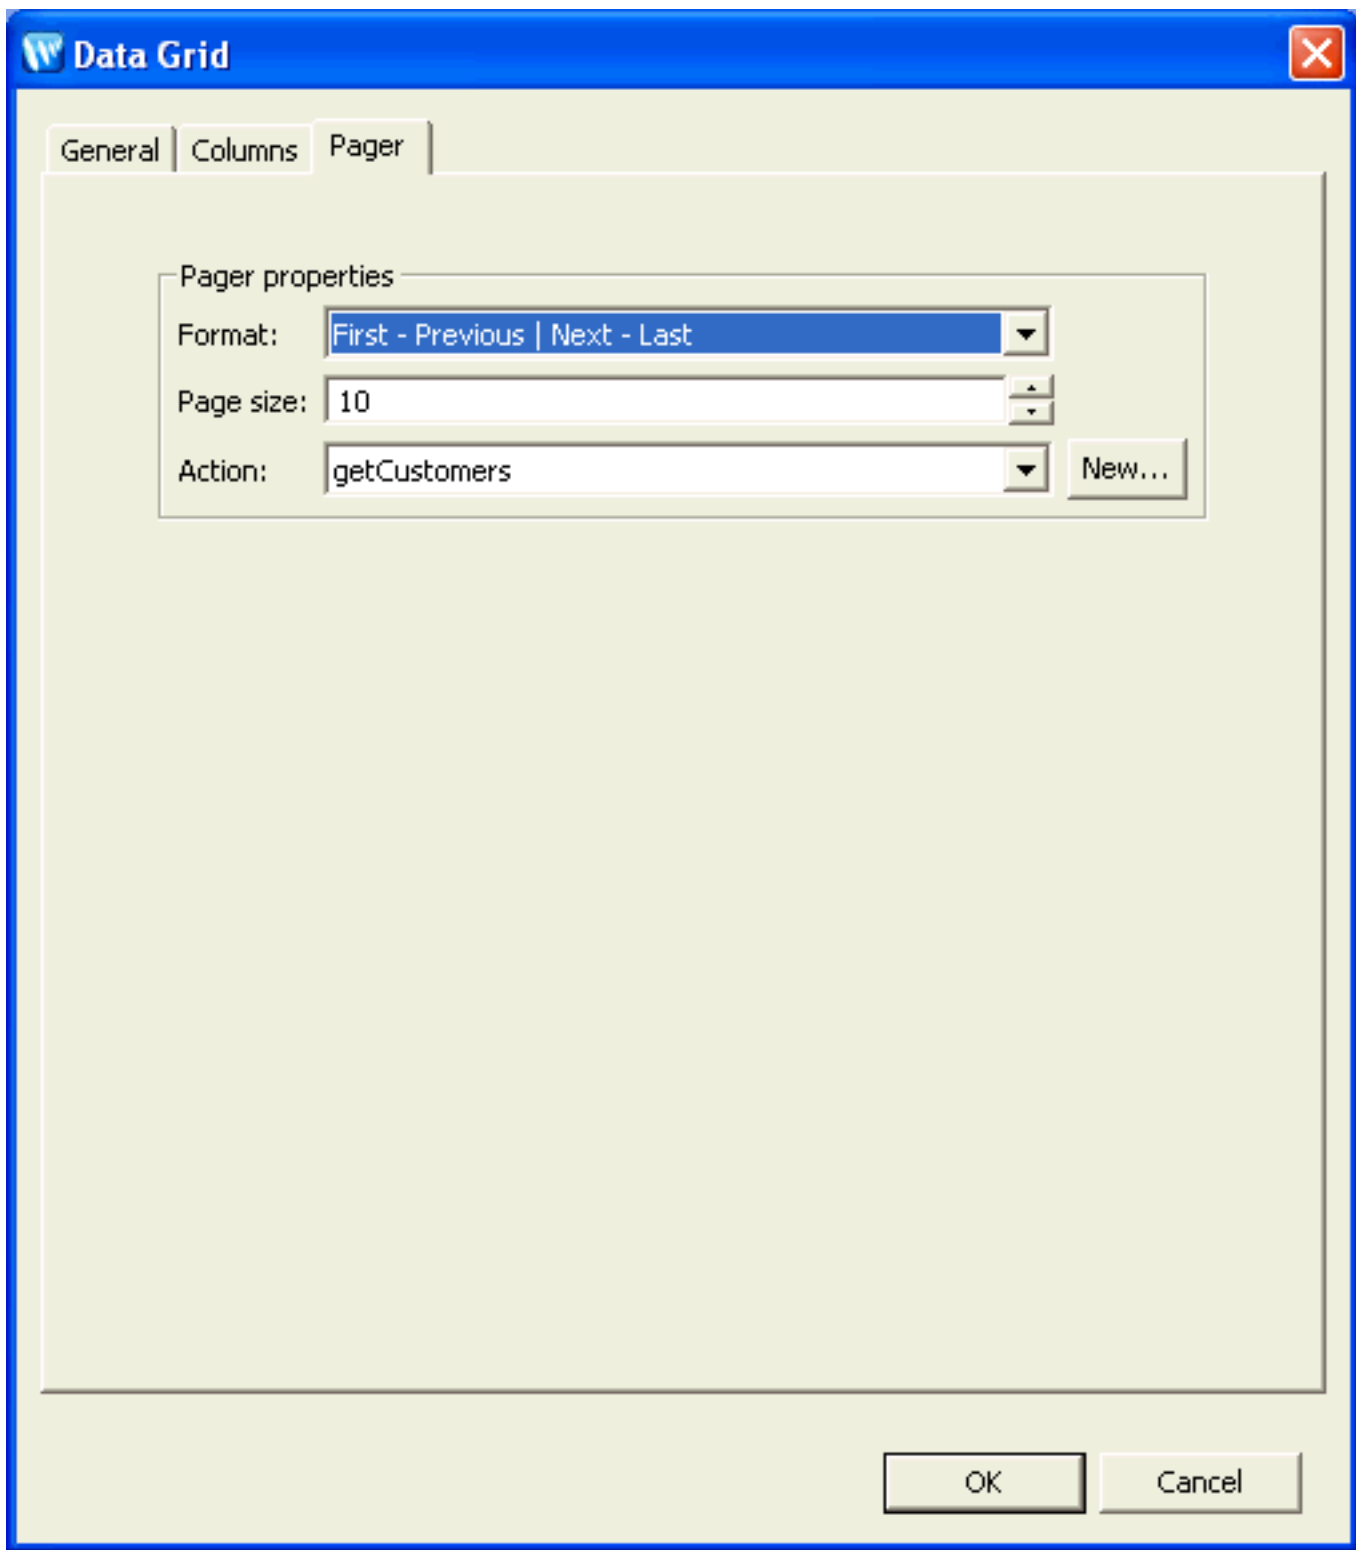 Data Grid
General Columns Pager
Pager properties
Format: First - Previous | Next - Last
Page size: 10
Action: getCustomers New...
OK Cancel